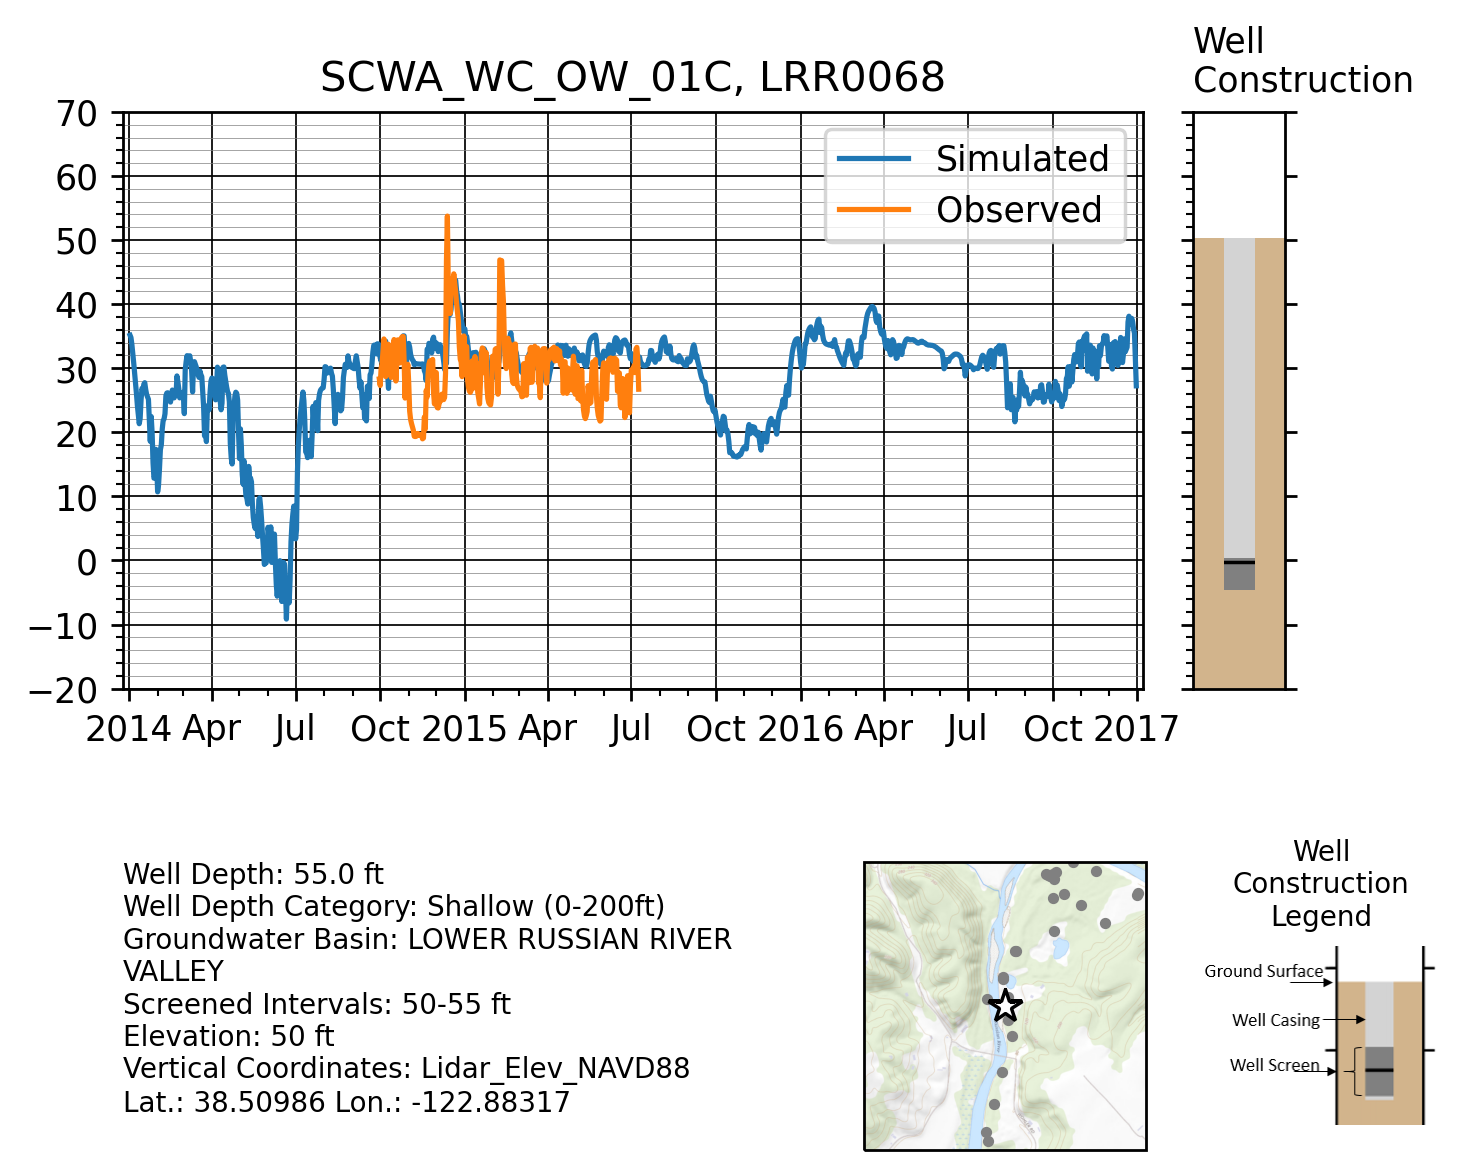 Well
Construction
SCWA_WC_OW_01C, LRR0068
Simulated
Observed
70
60
50
40
30
20
10
0
−10
−20
2014 Apr Jul Oct 2015 Apr Jul Oct 2016 Apr Jul Oct 2017
Well Depth: 55.0 ft
Well Depth Category: Shallow (0-200ft)
Groundwater Basin: LOWER RUSSIAN RIVER
VALLEY
Screened Intervals: 50-55 ft
Elevation: 50 ft
Vertical Coordinates: Lidar_Elev_NAVD88
Lat.: 38.50986 Lon.: -122.88317
Well
Construction
Legend
Ground Surface
Well Casing
Well Screen